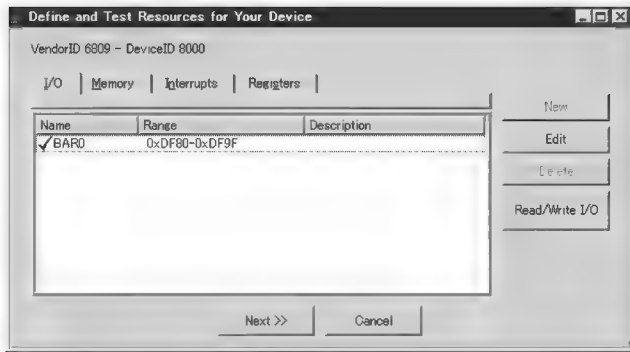 Define and Test Resources for Your Device
VendorID 6809 - DeviceID 8000
I/O | Memory | Interrupts | Registers |
New
Name Range Description
BAR0 0xDF80-0xDF9F
Edit
Delete
Read/Write I/O
Next >> Cancel